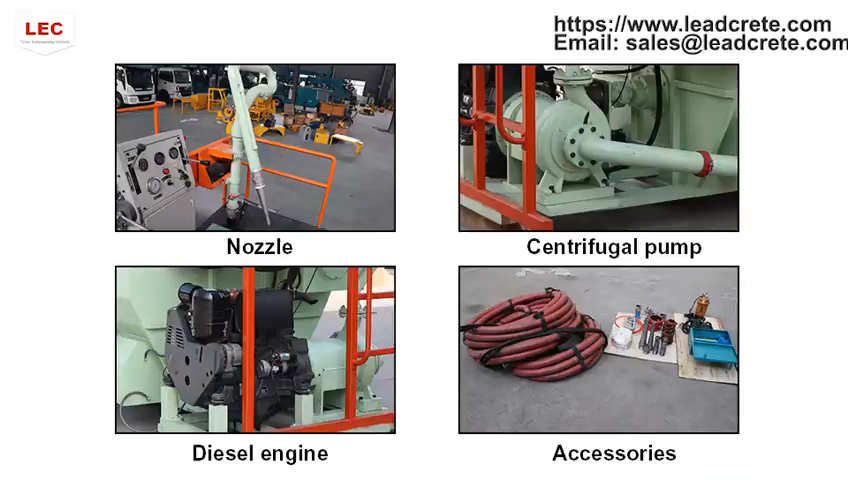 LEC
https://www.leadcrete.com
Email: sales@leadcrete.com
Nozzle
Centrifugal pump
Diesel engine
Accessories